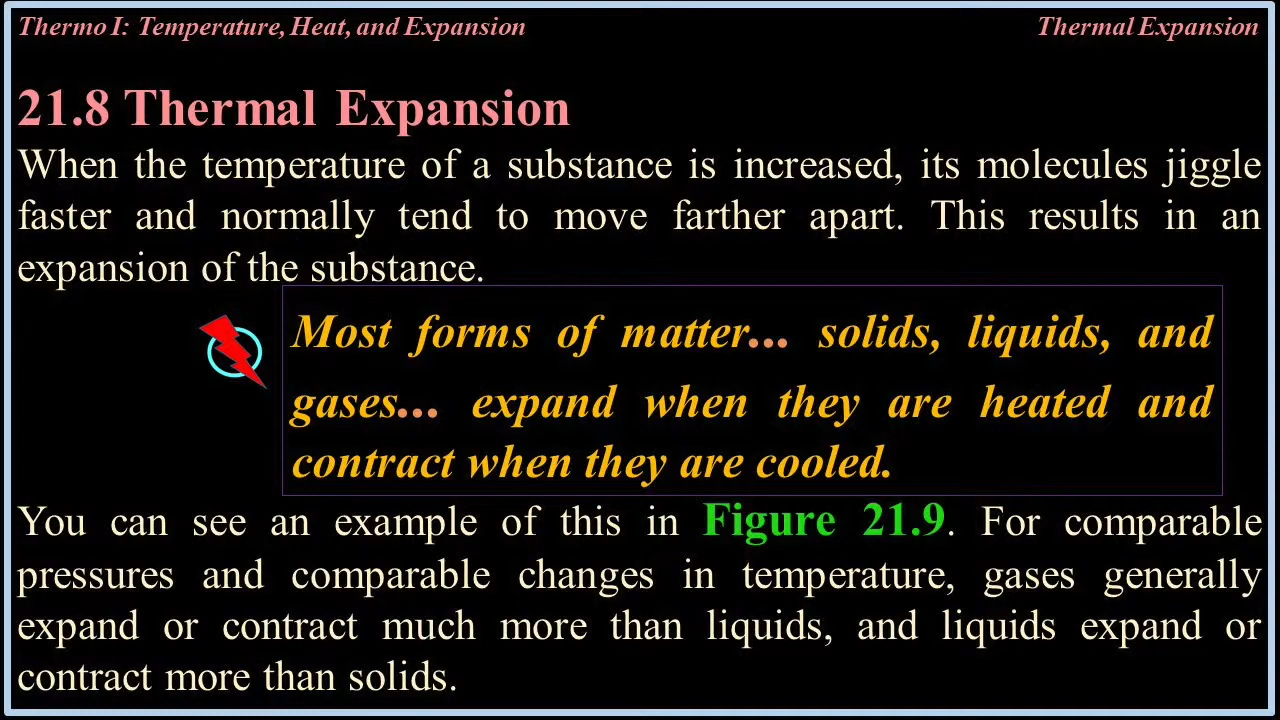 Thermo I: Temperature, Heat, and Expansion
Thermal Expansion
21.8 Thermal Expansion
When the temperature of a substance is increased, its molecules jiggle
faster and normally tend to move farther apart. This results in an
expansion of the substance.
Most forms of matter... solids, liquids, and
gases... expand when they are heated and
contract when they are cooled.
You can see an example of this in Figure 21.9. For comparable
pressures and comparable changes in temperature, gases generally
expand or contract much more than liquids, and liquids expand or
contract more than solids.